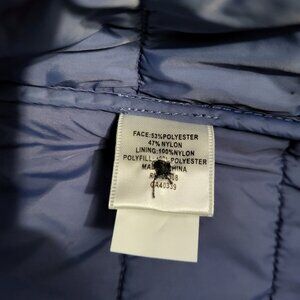 FACE: 53%POLYESTER
47% NYLON
LINING: 100%NYLON
POLYFILL: POLYESTER
CA40339